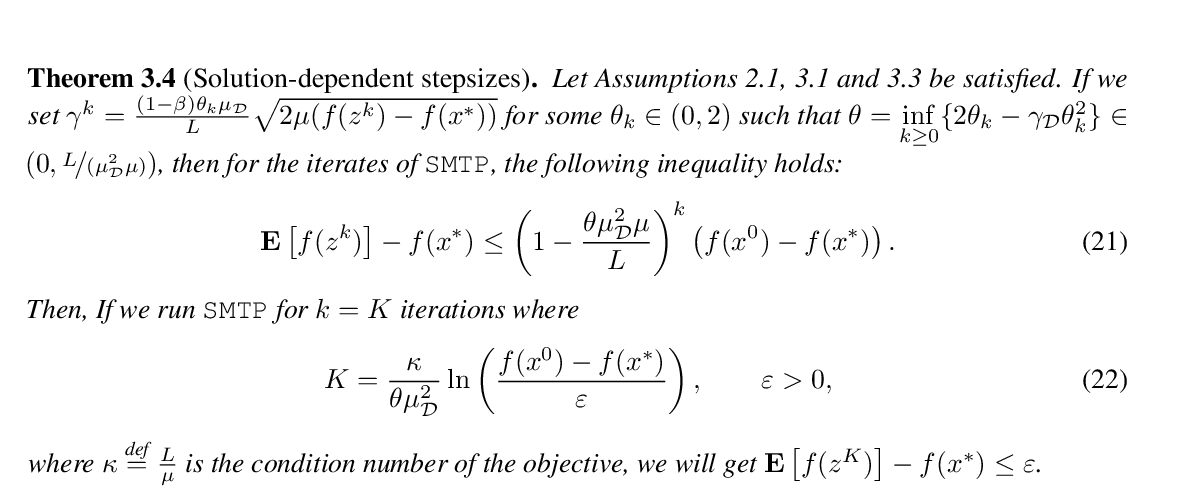 Theorem 3.4 (Solution-dependent stepsizes). Let Assumptions 2.1, 3.1 and 3.3 be satisfied. If we
set $\gamma^k = \frac{(1-\beta)\theta_k\mu_{\mathcal{D}}}{L}\sqrt{2\mu(f(z^k) - f(x^*))}$ for some $\theta_k \in (0, 2)$ such that $\theta = \inf_{k\geq 0}\{2\theta_k - \gamma_{\mathcal{D}}\theta_k^2\} \in$
$(0, L/(\mu_{\mathcal{D}}^2\mu))$, then for the iterates of SMTP, the following inequality holds:
$\mathbf{E}\left[f(z^k)\right] - f(x^*) \leq \left(1 - \frac{\theta\mu_{\mathcal{D}}^2\mu}{L}\right)^k \left(f(x^0) - f(x^*)\right).$ (21)
Then, If we run SMTP for $k = K$ iterations where
$K = \frac{\kappa}{\theta\mu_{\mathcal{D}}^2} \ln\left(\frac{f(x^0) - f(x^*)}{\varepsilon}\right), \qquad \varepsilon > 0,$ (22)
where $\kappa \overset{def}{=} \frac{L}{\mu}$ is the condition number of the objective, we will get $\mathbf{E}\left[f(z^K)\right] - f(x^*) \leq \varepsilon.$